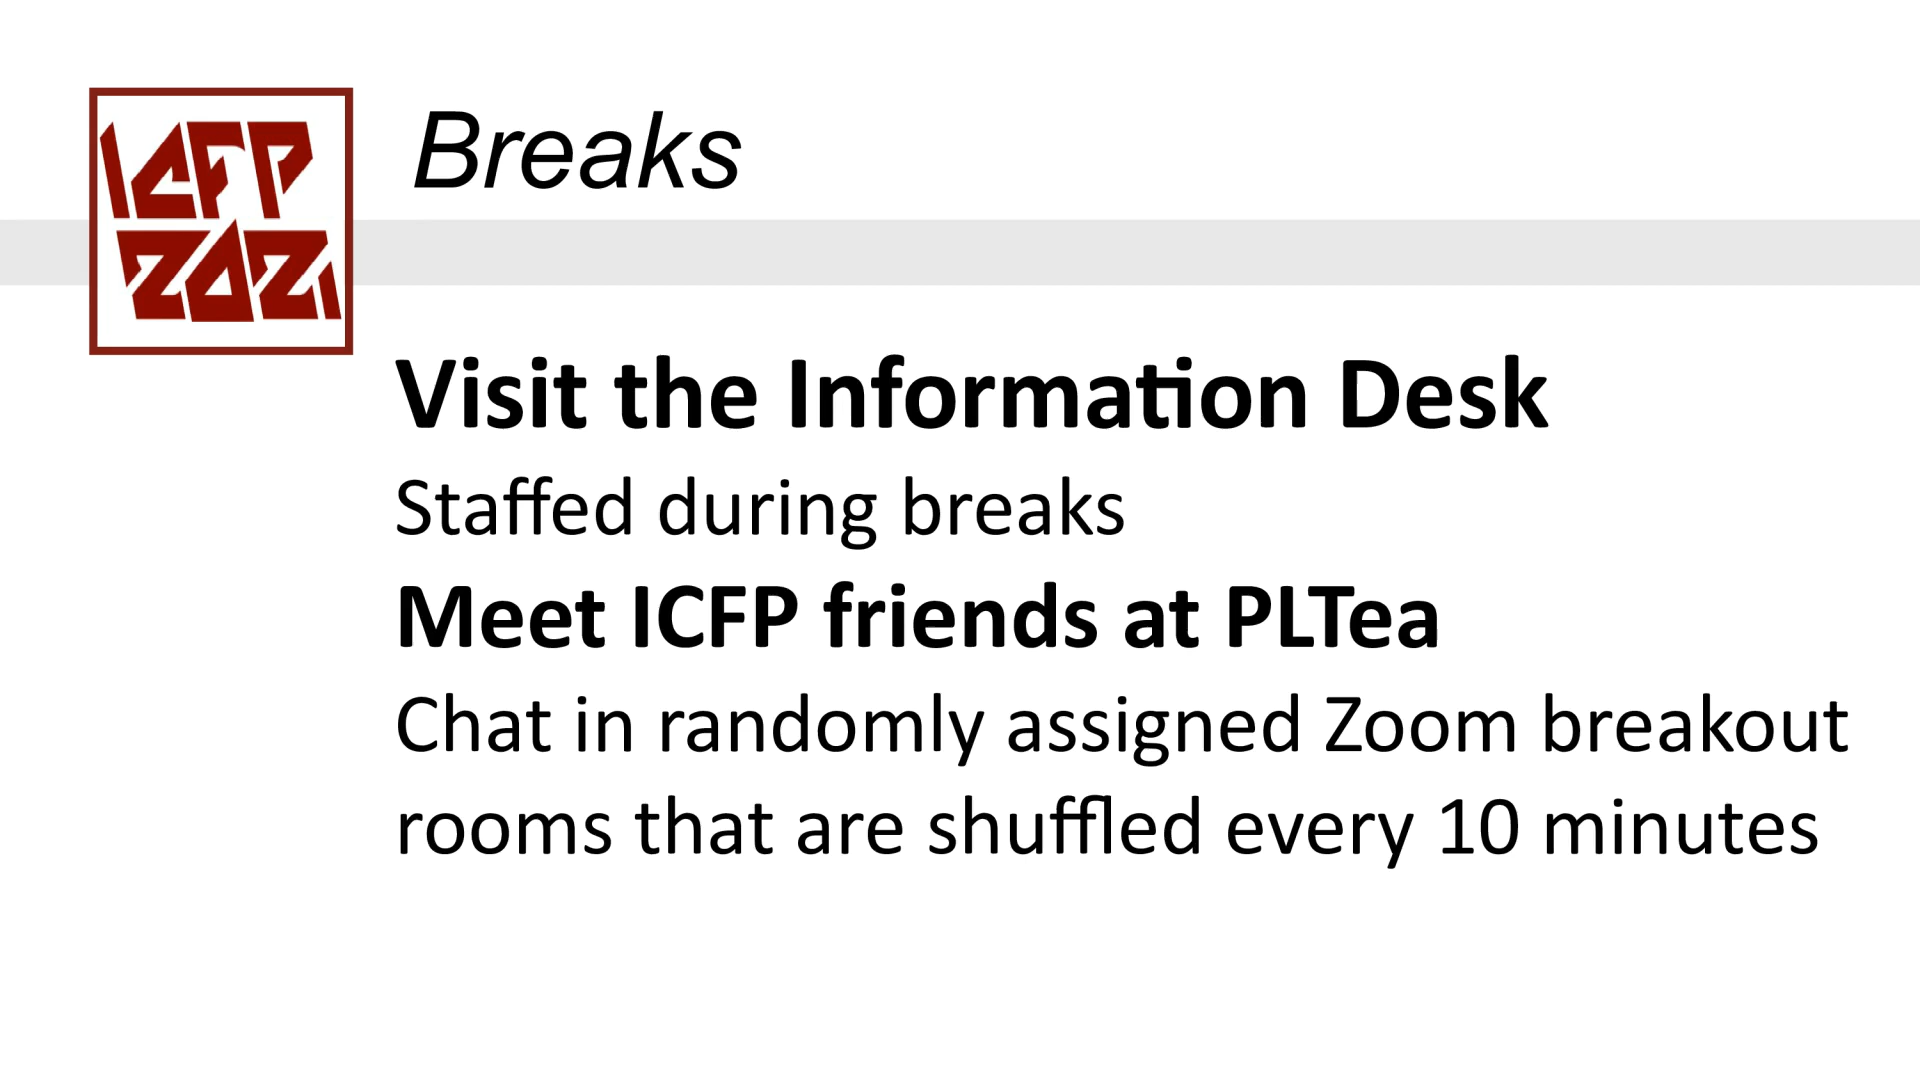 ICFP
2021
Breaks
Visit the Information Desk
Staffed during breaks
Meet ICFP friends at PLTea
Chat in randomly assigned Zoom breakout
rooms that are shuffled every 10 minutes